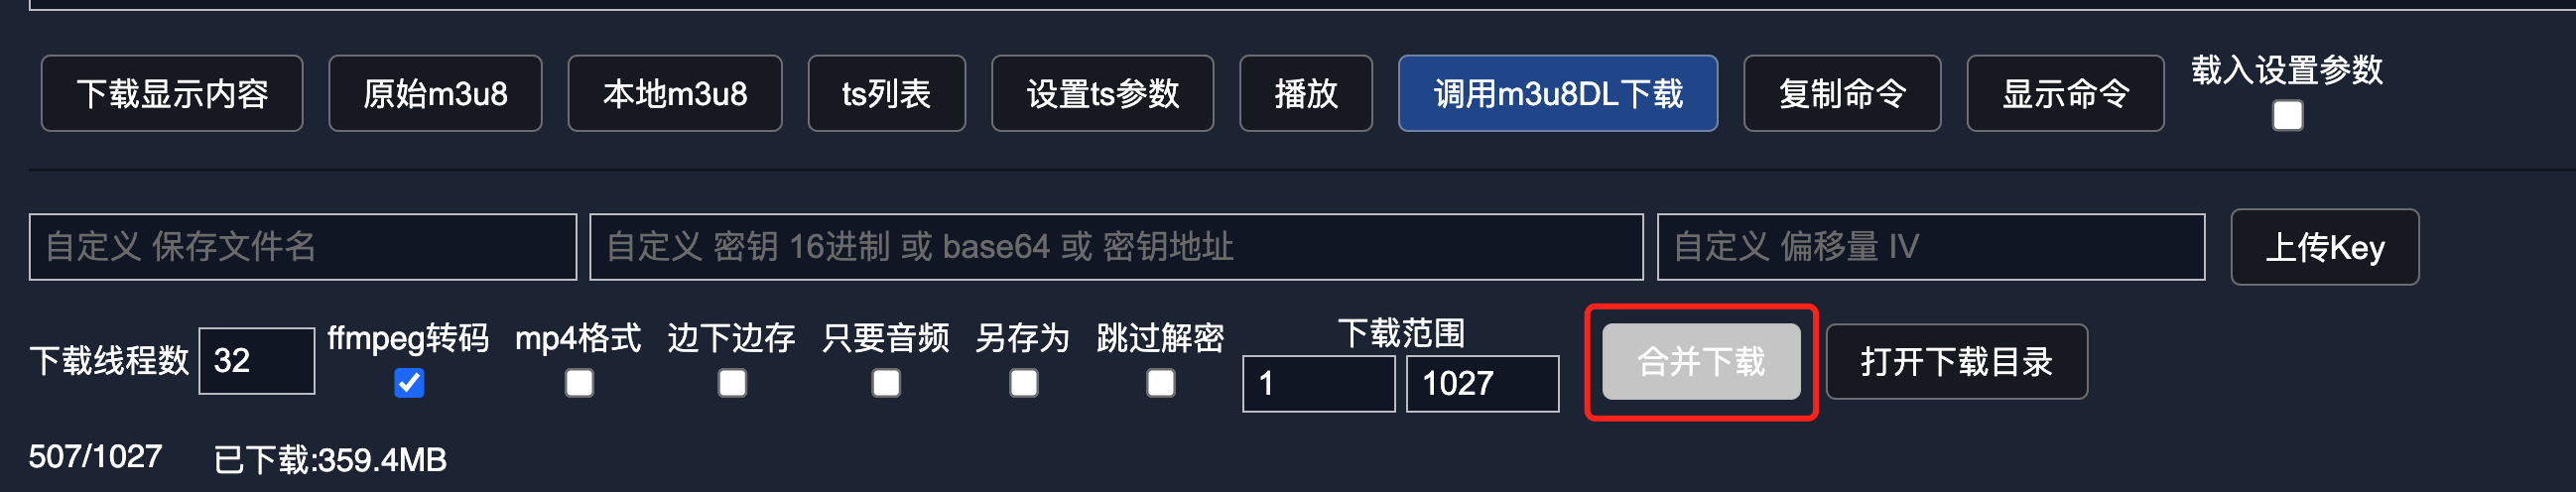 下载显示内容 原始m3u8 本地m3u8 ts列表 设置ts参数 播放 调用m3u8DL下载 复制命令 显示命令 载入设置参数
自定义 保存文件名 自定义 密钥 16进制 或 base64 或 密钥地址 自定义 偏移量 IV 上传Key
下载线程数 32 ffmpeg转码 mp4格式 边下边存 只要音频 另存为 跳过解密 下载范围 1 1027 合并下载 打开下载目录
507/1027 已下载:359.4MB